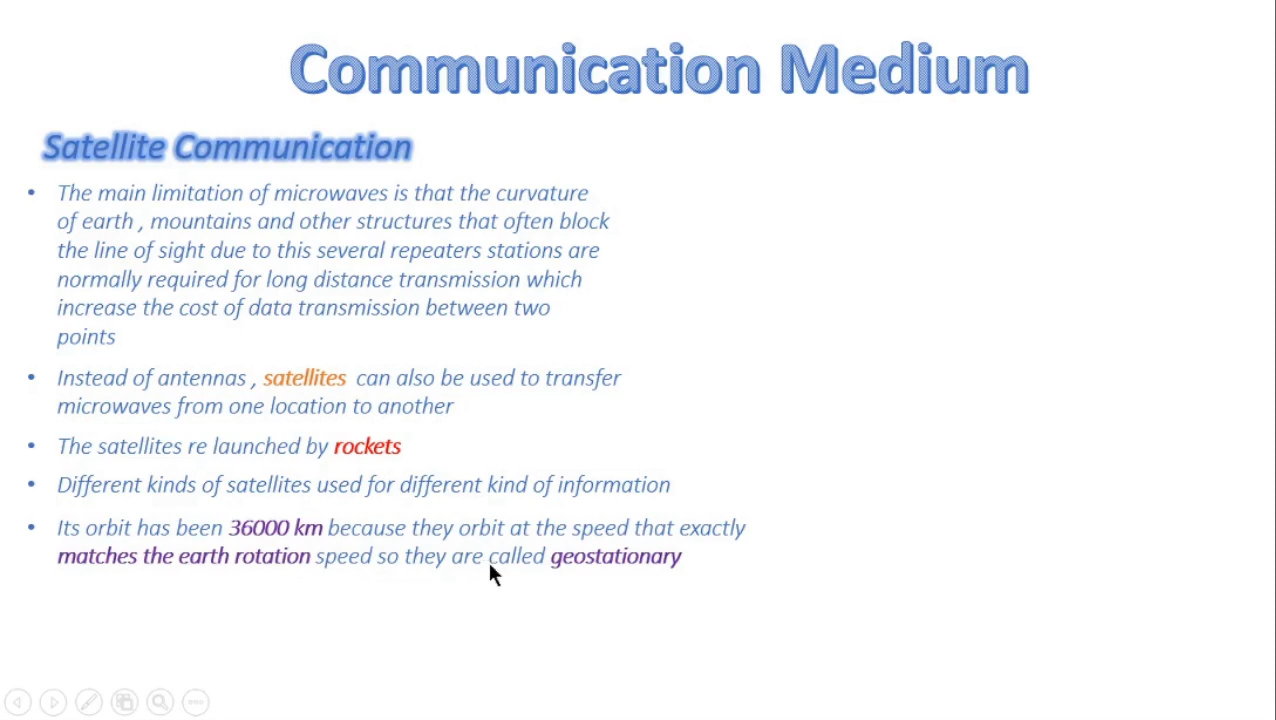 Communication Medium
Satellite Communication
• The main limitation of microwaves is that the curvature
of earth , mountains and other structures that often block
the line of sight due to this several repeaters stations are
normally required for long distance transmission which
increase the cost of data transmission between two
points
• Instead of antennas , satellites can also be used to transfer
microwaves from one location to another
• The satellites re launched by rockets
• Different kinds of satellites used for different kind of information
• Its orbit has been 36000 km because they orbit at the speed that exactly
matches the earth rotation speed so they are called geostationary